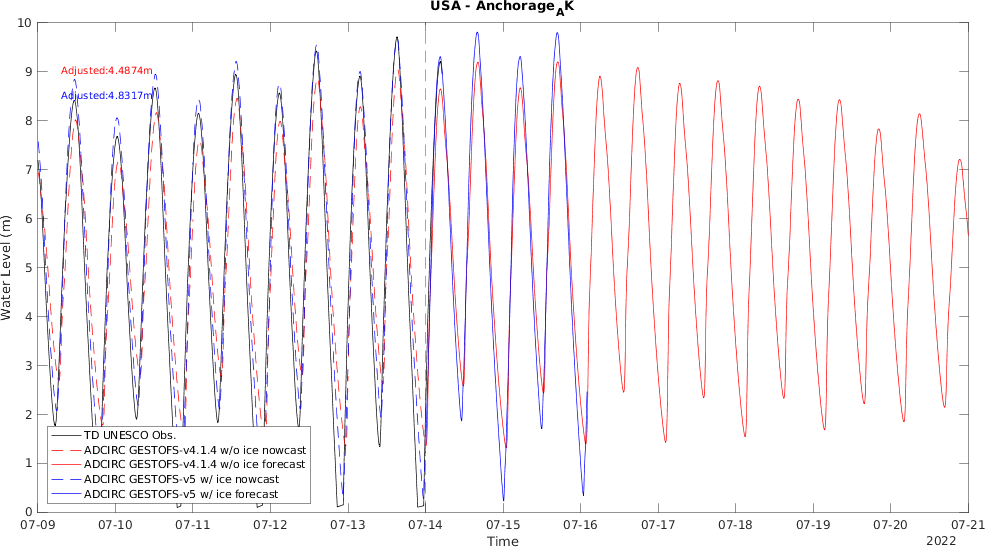 USA - Anchorage_AK
10
9
8
7
6
5
4
3
2
1
0
Water Level (m)
Adjusted:4.4874m
Adjusted:4.8317m
TD UNESCO Obs.
ADCIRC GESTOFS-v4.1.4 w/o ice nowcast
ADCIRC GESTOFS-v4.1.4 w/o ice forecast
ADCIRC GESTOFS-v5 w/ ice nowcast
ADCIRC GESTOFS-v5 w/ ice forecast
07-09 07-10 07-11 07-12 07-13 07-14 07-15 07-16 07-17 07-18 07-19 07-20 07-21
Time
2022